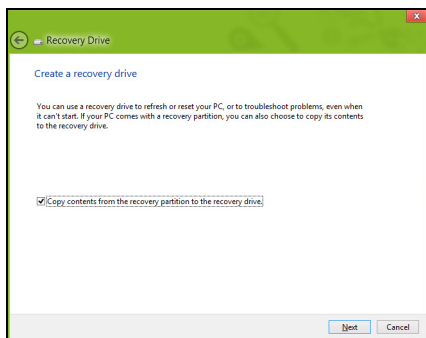 Recovery Drive
Create a recovery drive
You can use a recovery drive to refresh or reset your PC, or to troubleshoot problems, even when
it can't start. If your PC comes with a recovery partition, you can also choose to copy its contents
to the recovery drive.
Copy contents from the recovery partition to the recovery drive.
Next Cancel